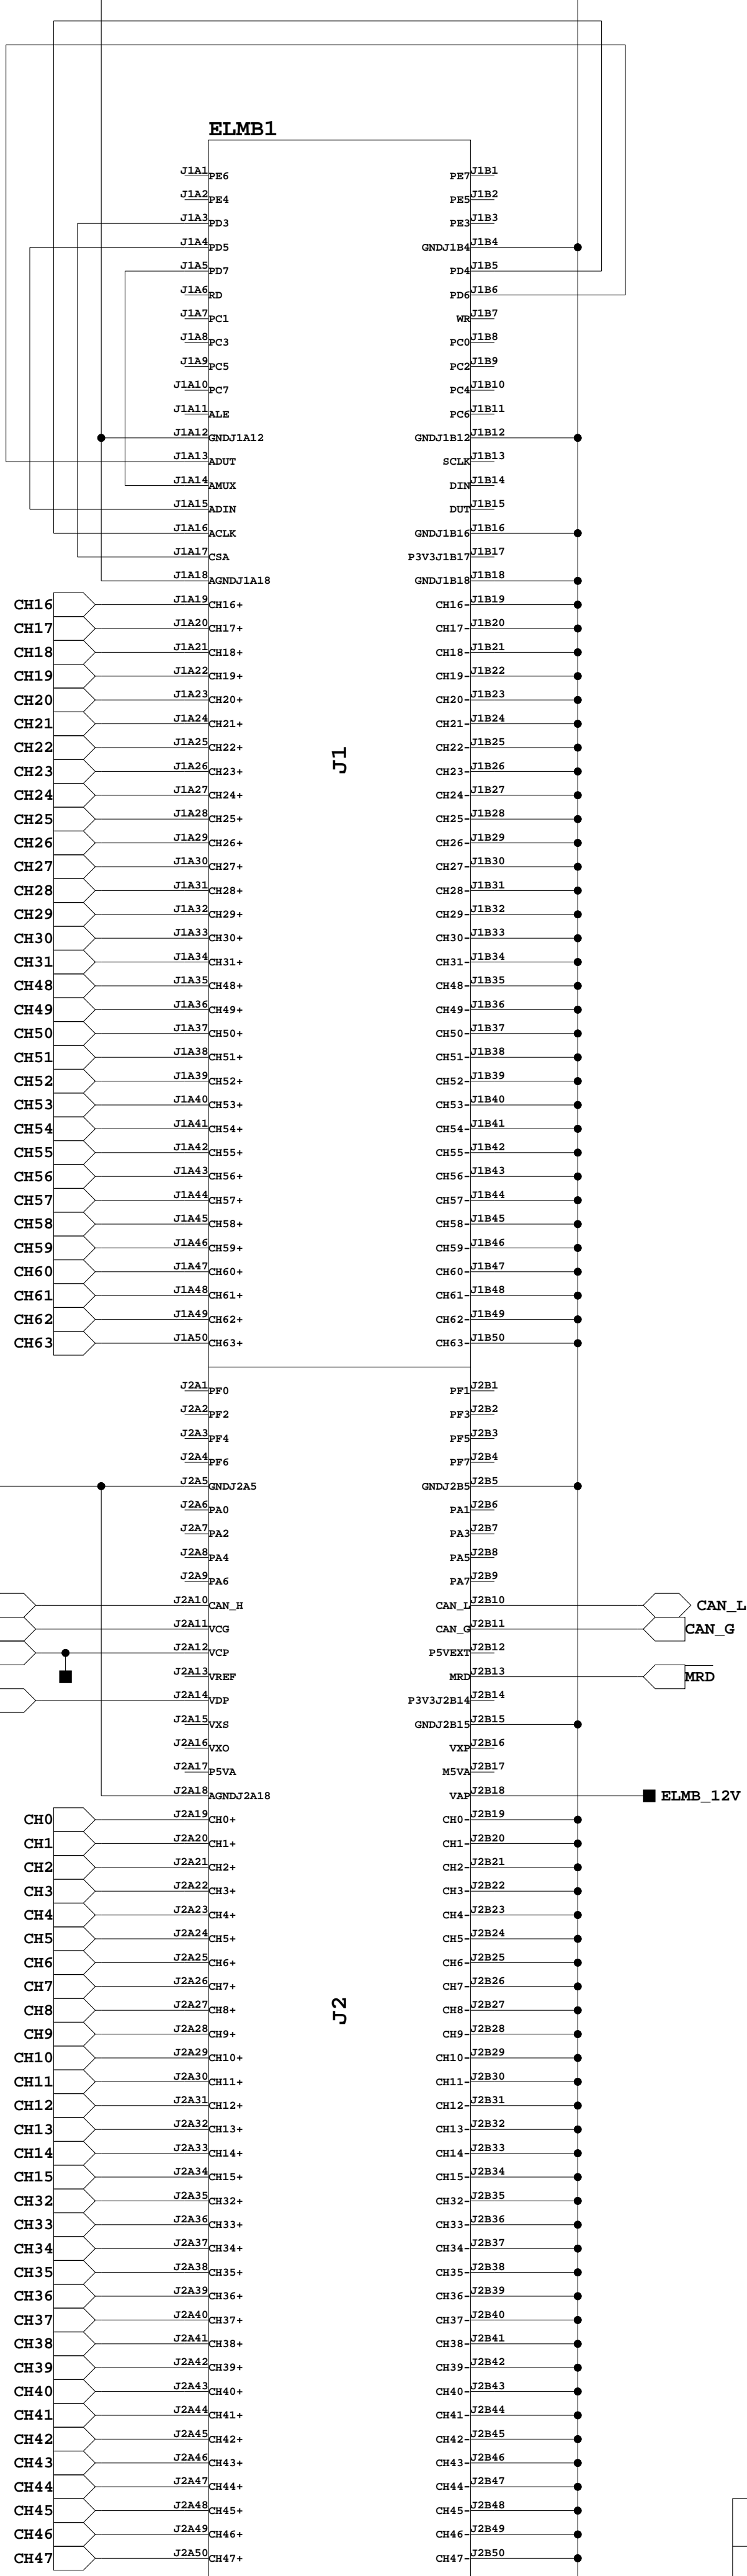 ELMB1
J1A1 PE6 PE7 J1B1
J1A2 PE4 PE5 J1B2
J1A3 PD3 PE3 J1B3
J1A4 PD5 GNDJ1B4 J1B4
J1A5 PD7 PD4 J1B5
J1A6 RD PD6 J1B6
J1A7 PC1 WR J1B7
J1A8 PC3 PC0 J1B8
J1A9 PC5 PC2 J1B9
J1A10 PC7 PC4 J1B10
J1A11 ALE PC6 J1B11
J1A12 GNDJ1A12 GNDJ1B12 J1B12
J1A13 ADUT SCLK J1B13
J1A14 AMUX DIN J1B14
J1A15 ADIN DUT J1B15
J1A16 ACLK GNDJ1B16 J1B16
J1A17 CSA P3V3J1B17 J1B17
J1A18 AGNDJ1A18 GNDJ1B18 J1B18
CH16 J1A19 CH16+ CH16- J1B19
CH17 J1A20 CH17+ CH17- J1B20
CH18 J1A21 CH18+ CH18- J1B21
CH19 J1A22 CH19+ CH19- J1B22
CH20 J1A23 CH20+ CH20- J1B23
CH21 J1A24 CH21+ CH21- J1B24
CH22 J1A25 CH22+ CH22- J1B25
J1
CH23 J1A26 CH23+ CH23- J1B26
CH24 J1A27 CH24+ CH24- J1B27
CH25 J1A28 CH25+ CH25- J1B28
CH26 J1A29 CH26+ CH26- J1B29
CH27 J1A30 CH27+ CH27- J1B30
CH28 J1A31 CH28+ CH28- J1B31
CH29 J1A32 CH29+ CH29- J1B32
CH30 J1A33 CH30+ CH30- J1B33
CH31 J1A34 CH31+ CH31- J1B34
CH48 J1A35 CH48+ CH48- J1B35
CH49 J1A36 CH49+ CH49- J1B36
CH50 J1A37 CH50+ CH50- J1B37
CH51 J1A38 CH51+ CH51- J1B38
CH52 J1A39 CH52+ CH52- J1B39
CH53 J1A40 CH53+ CH53- J1B40
CH54 J1A41 CH54+ CH54- J1B41
CH55 J1A42 CH55+ CH55- J1B42
CH56 J1A43 CH56+ CH56- J1B43
CH57 J1A44 CH57+ CH57- J1B44
CH58 J1A45 CH58+ CH58- J1B45
CH59 J1A46 CH59+ CH59- J1B46
CH60 J1A47 CH60+ CH60- J1B47
CH61 J1A48 CH61+ CH61- J1B48
CH62 J1A49 CH62+ CH62- J1B49
CH63 J1A50 CH63+ CH63- J1B50
J2A1 PF0 PF1 J2B1
J2A2 PF2 PF3 J2B2
J2A3 PF4 PF5 J2B3
J2A4 PF6 PF7 J2B4
J2A5 GNDJ2A5 GNDJ2B5 J2B5
J2A6 PA0 PA1 J2B6
J2A7 PA2 PA3 J2B7
J2A8 PA4 PA5 J2B8
J2A9 PA6 PA7 J2B9
J2A10 CAN_H CAN_L J2B10 CAN_L
J2A11 VCG CAN_G J2B11 CAN_G
J2A12 VCP P5VEXT J2B12
J2A13 VREF MRD J2B13 MRD
J2A14 VDP P3V3J2B14 J2B14
J2A15 VXS GNDJ2B15 J2B15
J2A16 VXO VXP J2B16
J2A17 P5VA M5VA J2B17
J2A18 AGNDJ2A18 VAP J2B18 ELMB_12V
CH0 J2A19 CH0+ CH0- J2B19
CH1 J2A20 CH1+ CH1- J2B20
CH2 J2A21 CH2+ CH2- J2B21
CH3 J2A22 CH3+ CH3- J2B22
CH4 J2A23 CH4+ CH4- J2B23
CH5 J2A24 CH5+ CH5- J2B24
CH6 J2A25 CH6+ CH6- J2B25
CH7 J2A26 CH7+ CH7- J2B26
CH8 J2A27 CH8+ CH8- J2B27
J2
CH9 J2A28 CH9+ CH9- J2B28
CH10 J2A29 CH10+ CH10- J2B29
CH11 J2A30 CH11+ CH11- J2B30
CH12 J2A31 CH12+ CH12- J2B31
CH13 J2A32 CH13+ CH13- J2B32
CH14 J2A33 CH14+ CH14- J2B33
CH15 J2A34 CH15+ CH15- J2B34
CH32 J2A35 CH32+ CH32- J2B35
CH33 J2A36 CH33+ CH33- J2B36
CH34 J2A37 CH34+ CH34- J2B37
CH35 J2A38 CH35+ CH35- J2B38
CH36 J2A39 CH36+ CH36- J2B39
CH37 J2A40 CH37+ CH37- J2B40
CH38 J2A41 CH38+ CH38- J2B41
CH39 J2A42 CH39+ CH39- J2B42
CH40 J2A43 CH40+ CH40- J2B43
CH41 J2A44 CH41+ CH41- J2B44
CH42 J2A45 CH42+ CH42- J2B45
CH43 J2A46 CH43+ CH43- J2B46
CH44 J2A47 CH44+ CH44- J2B47
CH45 J2A48 CH45+ CH45- J2B48
CH46 J2A49 CH46+ CH46- J2B49
CH47 J2A50 CH47+ CH47- J2B50